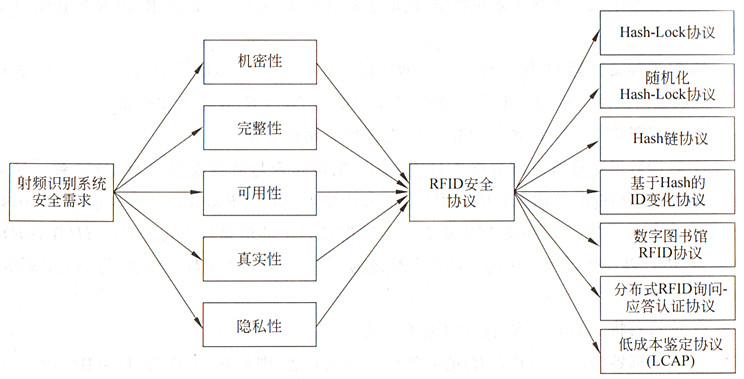 射频识别系统
安全需求
机密性
完整性
可用性
真实性
隐私性
RFID安全
协议
Hash-Lock协议
随机化
Hash-Lock协议
Hash链协议
基于Hash的
ID变化协议
数字图书馆
RFID协议
分布式RFID询问-
应答认证协议
低成本鉴定协议
(LCAP)